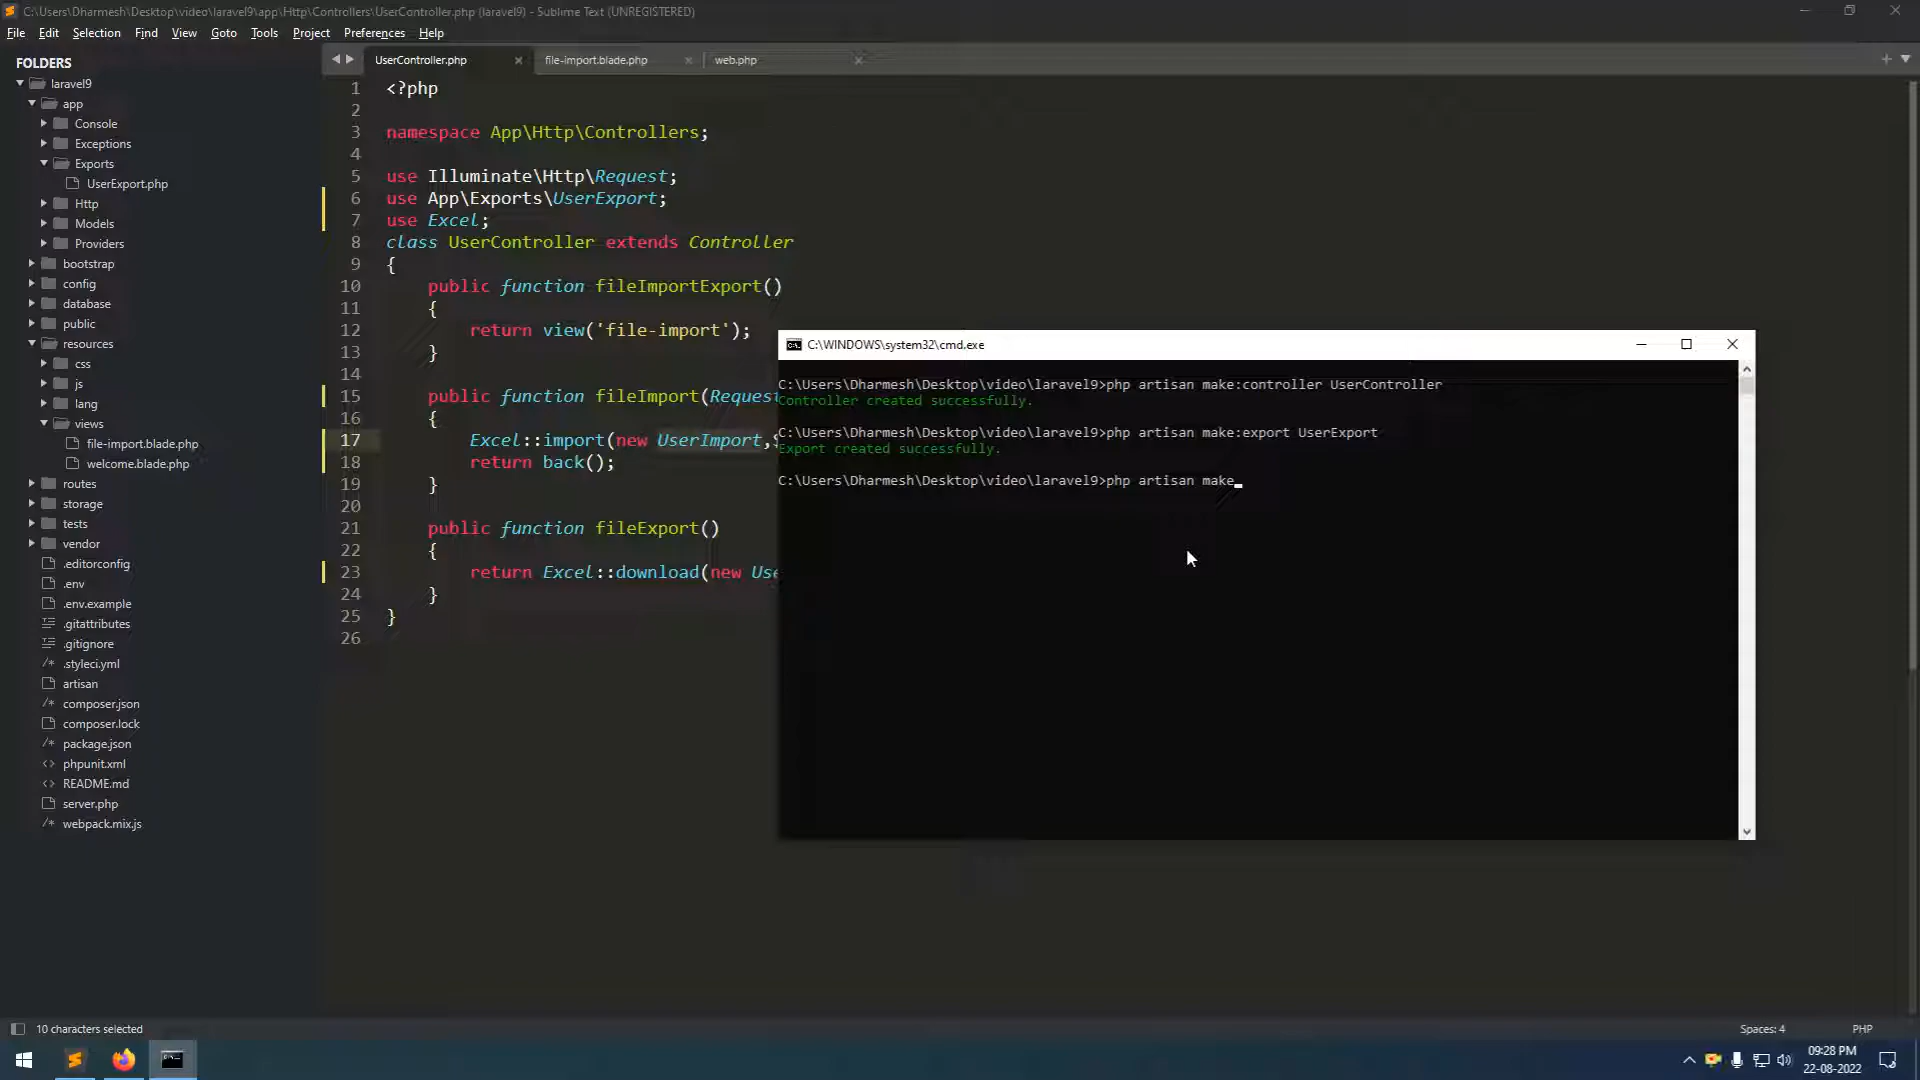 C:\Users\Dharmesh\Desktop\video\laravel9\app\Http\Controllers\UserController.php (laravel9) - Sublime Text (UNREGISTERED)
File Edit Selection Find View Goto Tools Project Preferences Help
FOLDERS
laravel9
app
Console
Exceptions
Exports
UserExport.php
Http
Models
Providers
bootstrap
config
database
public
resources
css
js
lang
views
file-import.blade.php
welcome.blade.php
routes
storage
tests
vendor
.editorconfig
.env
.env.example
.gitattributes
.gitignore
.styleci.yml
artisan
composer.json
composer.lock
package.json
phpunit.xml
README.md
server.php
webpack.mix.js
UserController.php file-import.blade.php web.php
1 <?php
2
3 namespace App\Http\Controllers;
4
5 use Illuminate\Http\Request;
6 use App\Exports\UserExport;
7 use Excel;
8 class UserController extends Controller
9 {
10 public function fileImportExport()
11 {
12 return view('file-import');
13 }
14
15 public function fileImport(Request
16 {
17 Excel::import(new UserImport,$
18 return back();
19 }
20
21 public function fileExport()
22 {
23 return Excel::download(new Use
24 }
25 }
26
C:\WINDOWS\system32\cmd.exe
C:\Users\Dharmesh\Desktop\video\laravel9>php artisan make:controller UserController
Controller created successfully.
C:\Users\Dharmesh\Desktop\video\laravel9>php artisan make:export UserExport
Export created successfully.
C:\Users\Dharmesh\Desktop\video\laravel9>php artisan make
10 characters selected
Spaces: 4 PHP
09:28 PM
22-08-2022